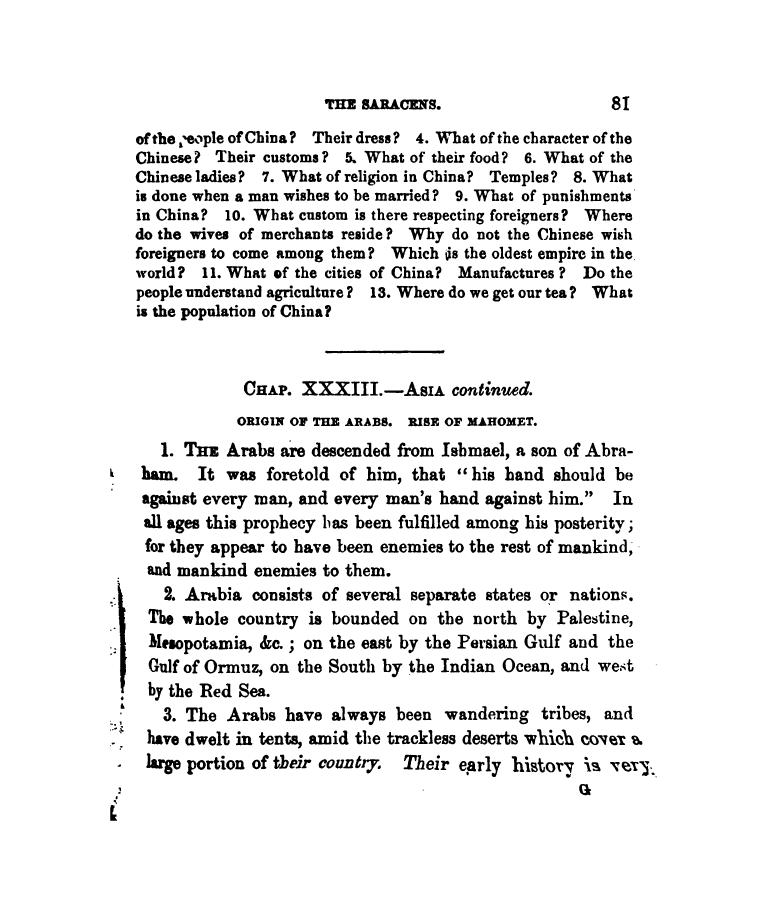 THE SARACENS. 81
of the people of China? Their dress? 4. What of the character of the
Chinese? Their customs? 5. What of their food? 6. What of the
Chinese ladies? 7. What of religion in China? Temples? 8. What
is done when a man wishes to be married? 9. What of punishments
in China? 10. What custom is there respecting foreigners? Where
do the wives of merchants reside? Why do not the Chinese wish
foreigners to come among them? Which is the oldest empire in the
world? 11. What of the cities of China? Manufactures? Do the
people understand agriculture? 13. Where do we get our tea? What
is the population of China?
CHAP. XXXIII.—ASIA continued.
ORIGIN OF THE ARABS. RISE OF MAHOMET.
1. THE Arabs are descended from Ishmael, a son of Abra-
ham. It was foretold of him, that "his hand should be
against every man, and every man's hand against him." In
all ages this prophecy has been fulfilled among his posterity;
for they appear to have been enemies to the rest of mankind,
and mankind enemies to them.
2. Arabia consists of several separate states or nations.
The whole country is bounded on the north by Palestine,
Mesopotamia, &c.; on the east by the Persian Gulf and the
Gulf of Ormuz, on the South by the Indian Ocean, and west
by the Red Sea.
3. The Arabs have always been wandering tribes, and
have dwelt in tents, amid the trackless deserts which cover a
large portion of their country. Their early history is very
G